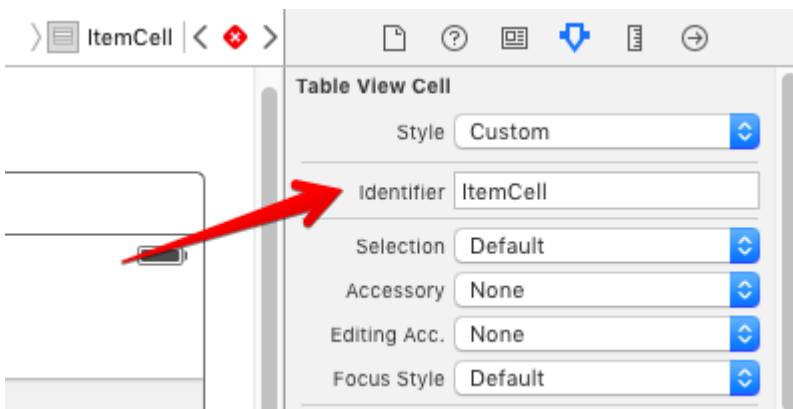 ItemCell
Table View Cell
Style Custom
Identifier ItemCell
Selection Default
Accessory None
Editing Acc. None
Focus Style Default